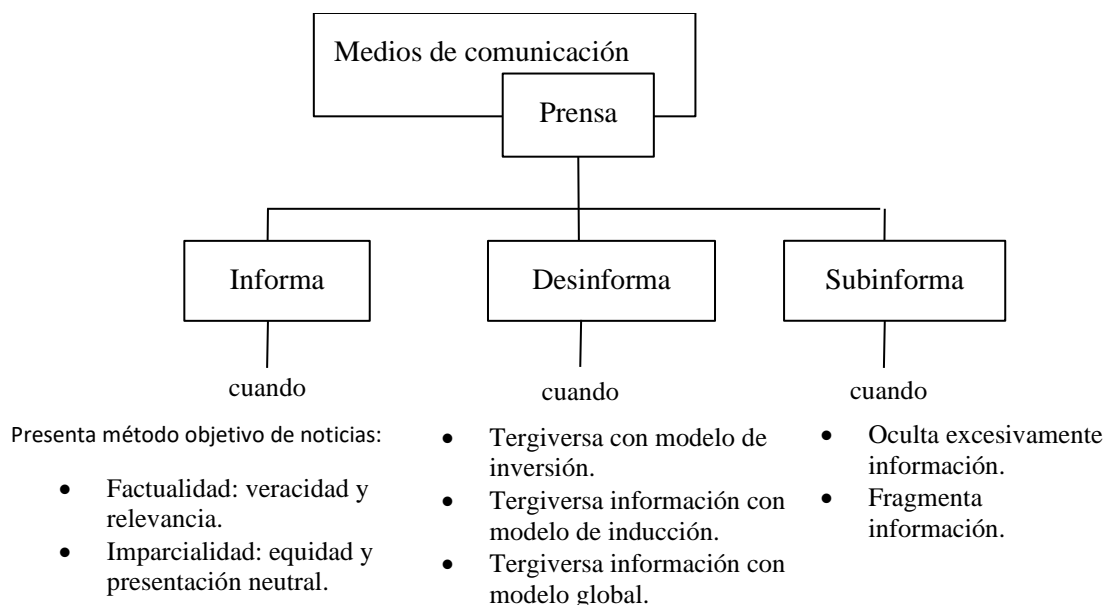 Medios de comunicación
Prensa
Informa
Desinforma
Subinforma
cuando
cuando
cuando
Presenta método objetivo de noticias:
• Factualidad: veracidad y
relevancia.
• Imparcialidad: equidad y
presentación neutral.
• Tergiversa con modelo de
inversión.
• Tergiversa información con
modelo de inducción.
• Tergiversa información con
modelo global.
• Oculta excesivamente
información.
• Fragmenta
información.